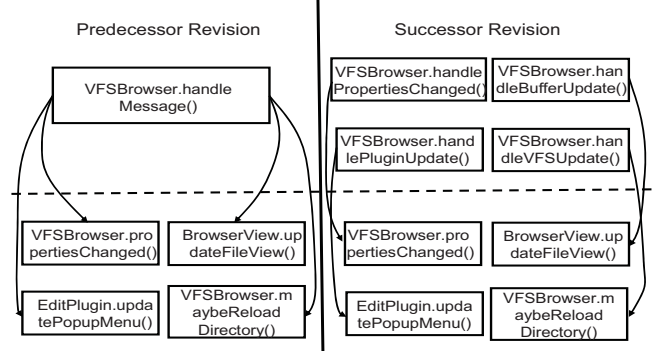 Predecessor Revision
VFSBrowser.handle
Message()
VFSBrowser.pro
pertiesChanged()
BrowserView.up
dateFileView()
EditPlugin.upda
tePopupMenu()
VFSBrowser.m
aybeReload
Directory()
Successor Revision
VFSBrowser.handle
PropertiesChanged()
VFSBrowser.han
dleBufferUpdate()
VFSBrowser.hand
lePluginUpdate()
VFSBrowser.han
dleVFSUpdate()
VFSBrowser.pro
pertiesChanged()
BrowserView.up
dateFileView()
EditPlugin.upda
tePopupMenu()
VFSBrowser.m
aybeReload
Directory()